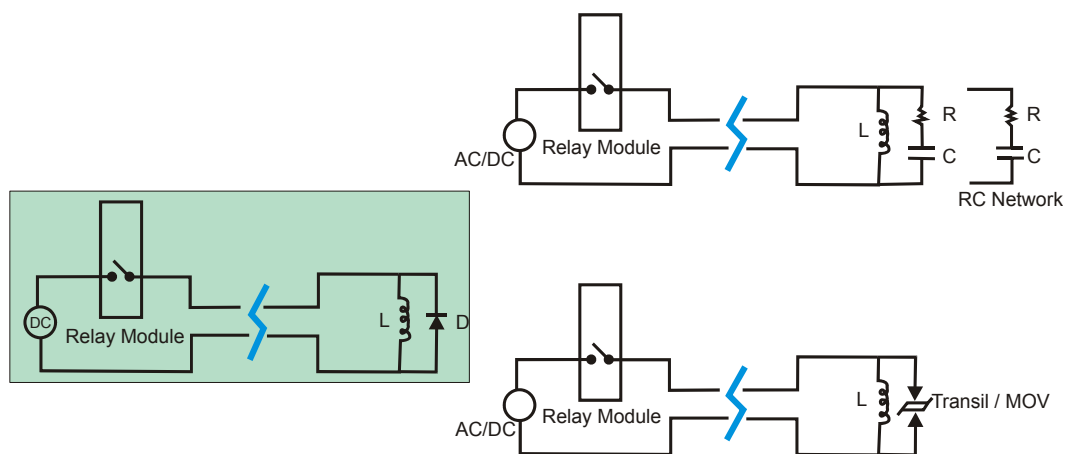 L
R
R
AC/DC
Relay Module
C
C
RC Network
DC
Relay Module
L
D
L
Transil / MOV
AC/DC
Relay Module